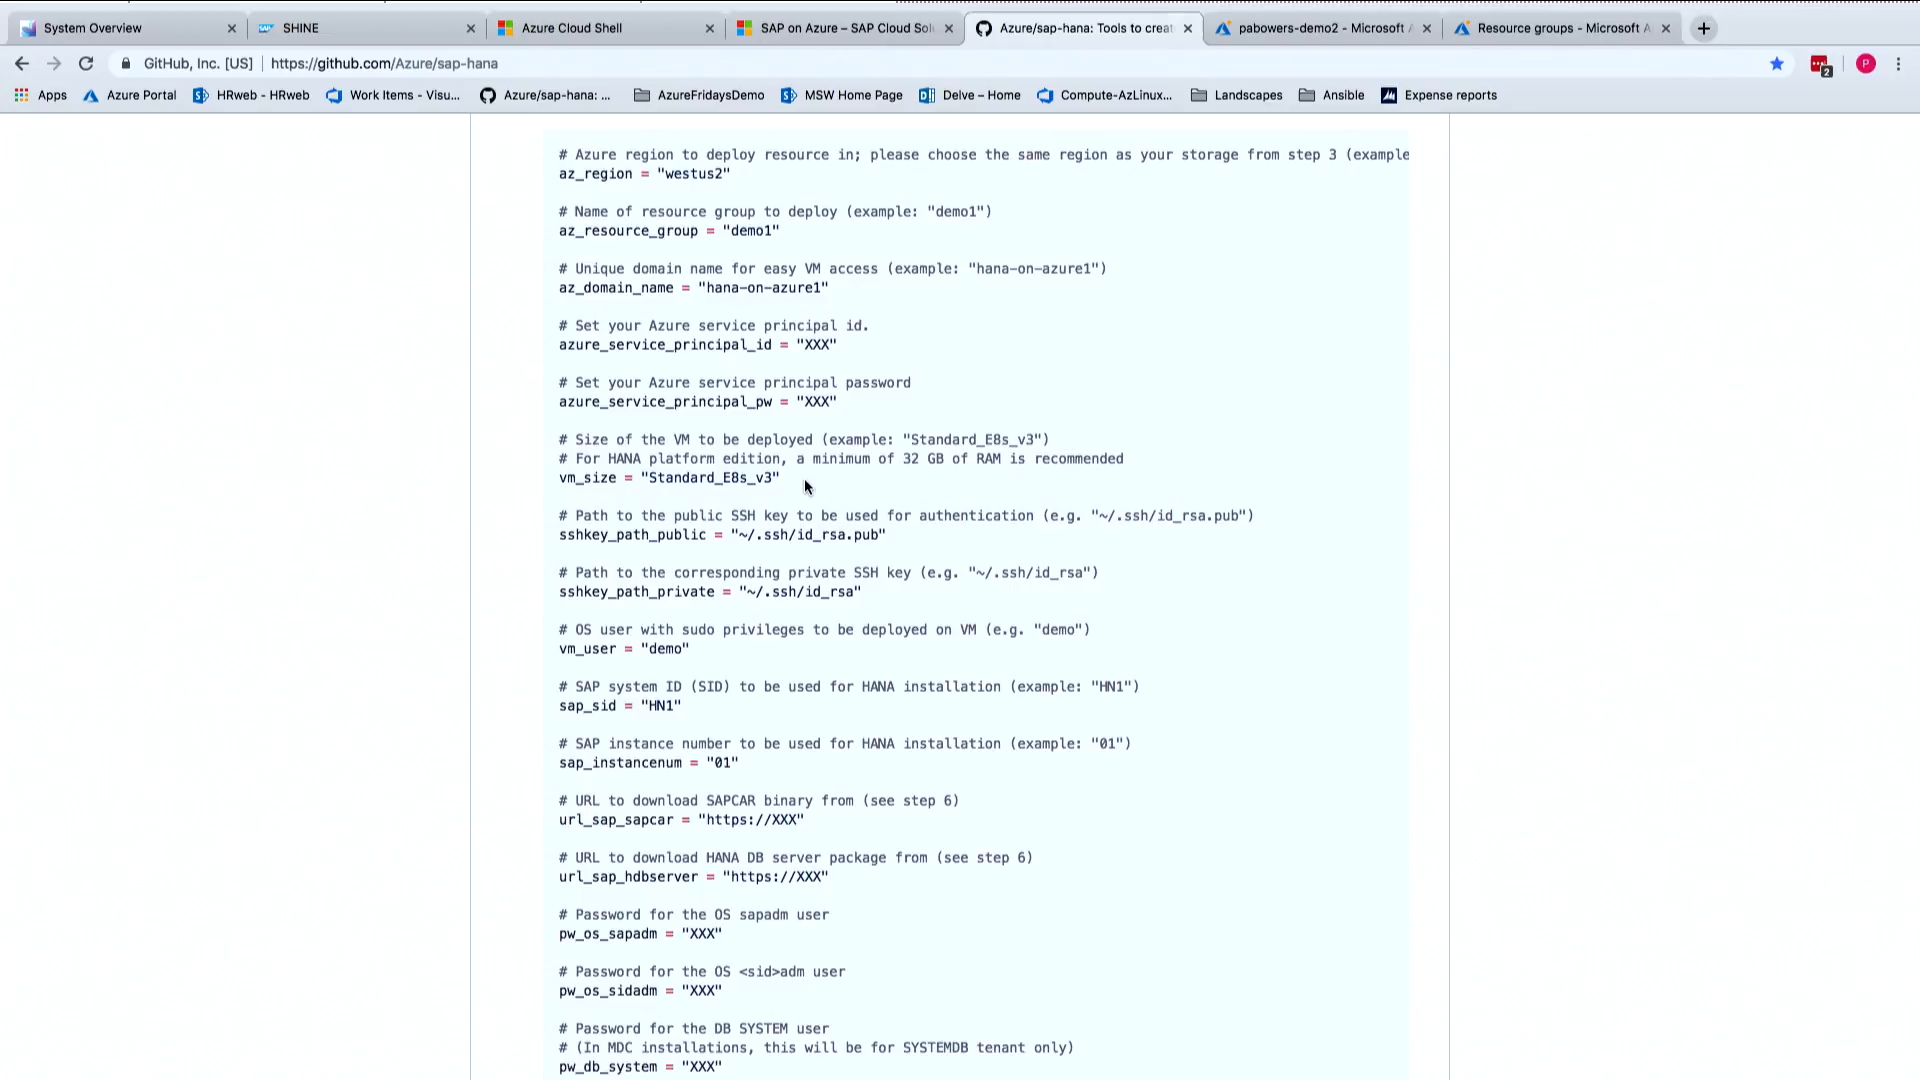 System Overview
SHINE
Azure Cloud Shell
SAP on Azure – SAP Cloud Sol
Azure/sap-hana: Tools to creat
pabowers-demo2 - Microsoft
Resource groups - Microsoft A
GitHub, Inc. [US] https://github.com/Azure/sap-hana
2
P
Apps
Azure Portal
HRweb - HRweb
Work Items - Visu...
Azure/sap-hana: ...
AzureFridaysDemo
MSW Home Page
Delve – Home
Compute-AzLinux...
Landscapes
Ansible
Expense reports
# Azure region to deploy resource in; please choose the same region as your storage from step 3 (example
az_region = "westus2"
# Name of resource group to deploy (example: "demo1")
az_resource_group = "demo1"
# Unique domain name for easy VM access (example: "hana-on-azure1")
az_domain_name = "hana-on-azure1"
# Set your Azure service principal id.
azure_service_principal_id = "XXX"
# Set your Azure service principal password
azure_service_principal_pw = "XXX"
# Size of the VM to be deployed (example: "Standard_E8s_v3")
# For HANA platform edition, a minimum of 32 GB of RAM is recommended
vm_size = "Standard_E8s_v3"
# Path to the public SSH key to be used for authentication (e.g. "~/.ssh/id_rsa.pub")
sshkey_path_public = "~/.ssh/id_rsa.pub"
# Path to the corresponding private SSH key (e.g. "~/.ssh/id_rsa")
sshkey_path_private = "~/.ssh/id_rsa"
# OS user with sudo privileges to be deployed on VM (e.g. "demo")
vm_user = "demo"
# SAP system ID (SID) to be used for HANA installation (example: "HN1")
sap_sid = "HN1"
# SAP instance number to be used for HANA installation (example: "01")
sap_instancenum = "01"
# URL to download SAPCAR binary from (see step 6)
url_sap_sapcar = "https://XXX"
# URL to download HANA DB server package from (see step 6)
url_sap_hdbserver = "https://XXX"
# Password for the OS sapadm user
pw_os_sapadm = "XXX"
# Password for the OS <sid>adm user
pw_os_sidadm = "XXX"
# Password for the DB SYSTEM user
# (In MDC installations, this will be for SYSTEMDB tenant only)
pw_db_system = "XXX"